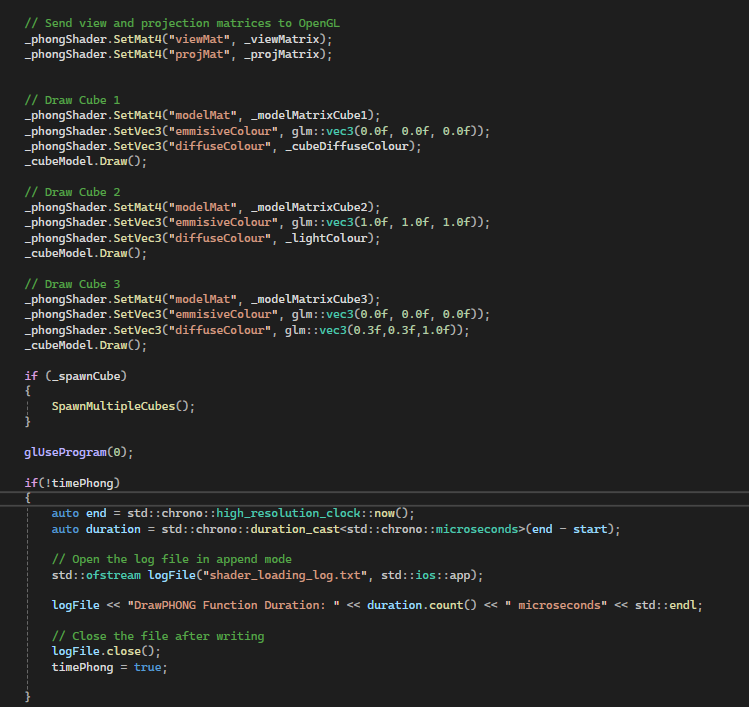 // Send view and projection matrices to OpenGL
_phongShader.SetMat4("viewMat", _viewMatrix);
_phongShader.SetMat4("projMat", _projMatrix);
// Draw Cube 1
_phongShader.SetMat4("modelMat", _modelMatrixCube1);
_phongShader.SetVec3("emmisiveColour", glm::vec3(0.0f, 0.0f, 0.0f));
_phongShader.SetVec3("diffuseColour", _cubeDiffuseColour);
_cubeModel.Draw();
// Draw Cube 2
_phongShader.SetMat4("modelMat", _modelMatrixCube2);
_phongShader.SetVec3("emmisiveColour", glm::vec3(1.0f, 1.0f, 1.0f));
_phongShader.SetVec3("diffuseColour", _lightColour);
_cubeModel.Draw();
// Draw Cube 3
_phongShader.SetMat4("modelMat", _modelMatrixCube3);
_phongShader.SetVec3("emmisiveColour", glm::vec3(0.0f, 0.0f, 0.0f));
_phongShader.SetVec3("diffuseColour", glm::vec3(0.3f,0.3f,1.0f));
_cubeModel.Draw();
if (_spawnCube)
{
    SpawnMultipleCubes();
}
glUseProgram(0);
if(!timePhong)
{
    auto end = std::chrono::high_resolution_clock::now();
    auto duration = std::chrono::duration_cast<std::chrono::microseconds>(end - start);
    // Open the log file in append mode
    std::ofstream logFile("shader_loading_log.txt", std::ios::app);
    logFile << "DrawPHONG Function Duration: " << duration.count() << " microseconds" << std::endl;
    // Close the file after writing
    logFile.close();
    timePhong = true;
}